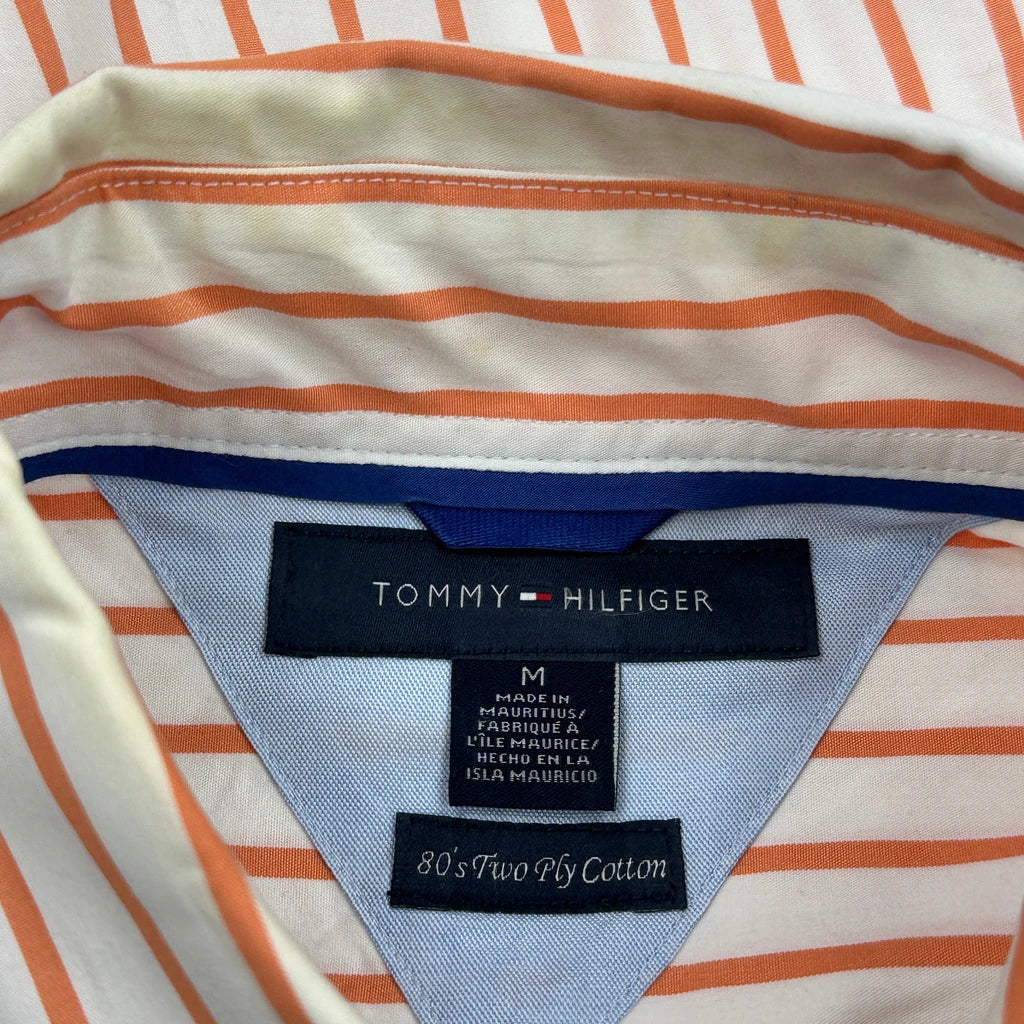 TOMMY HILFIGER
M
MADE IN
MAURITIUS/
FABRIQUÉ À
L'ÎLE MAURICE/
HECHO EN LA
ISLA MAURICIO
80's Two Ply Cotton